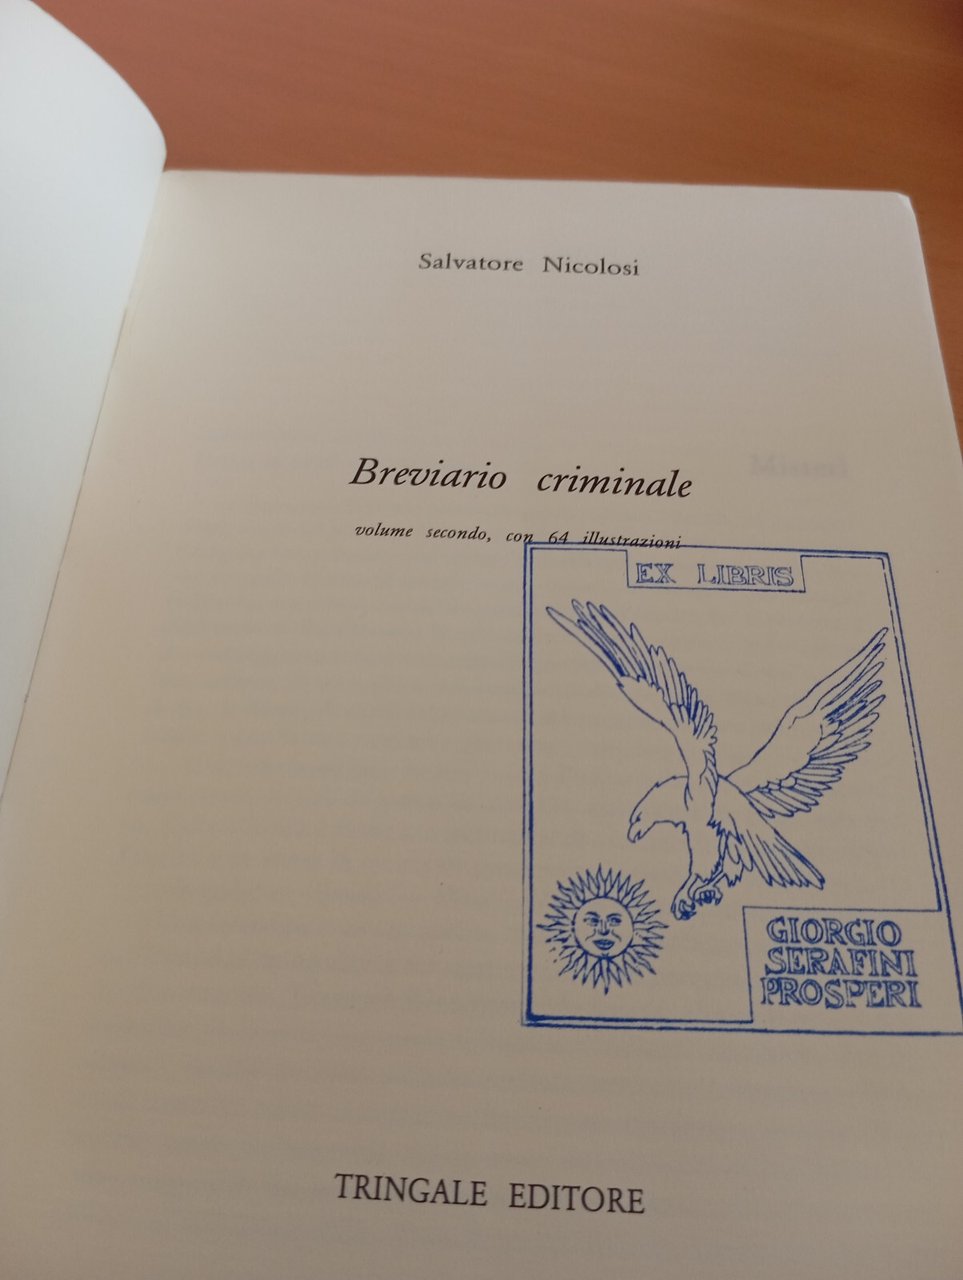 Salvatore Nicolosi
Breviario criminale
volume secondo, con 64 illustrazioni
EX LIBRIS
GIORGIO
SERAFINI
PROSPERI
TRINGALE EDITORE